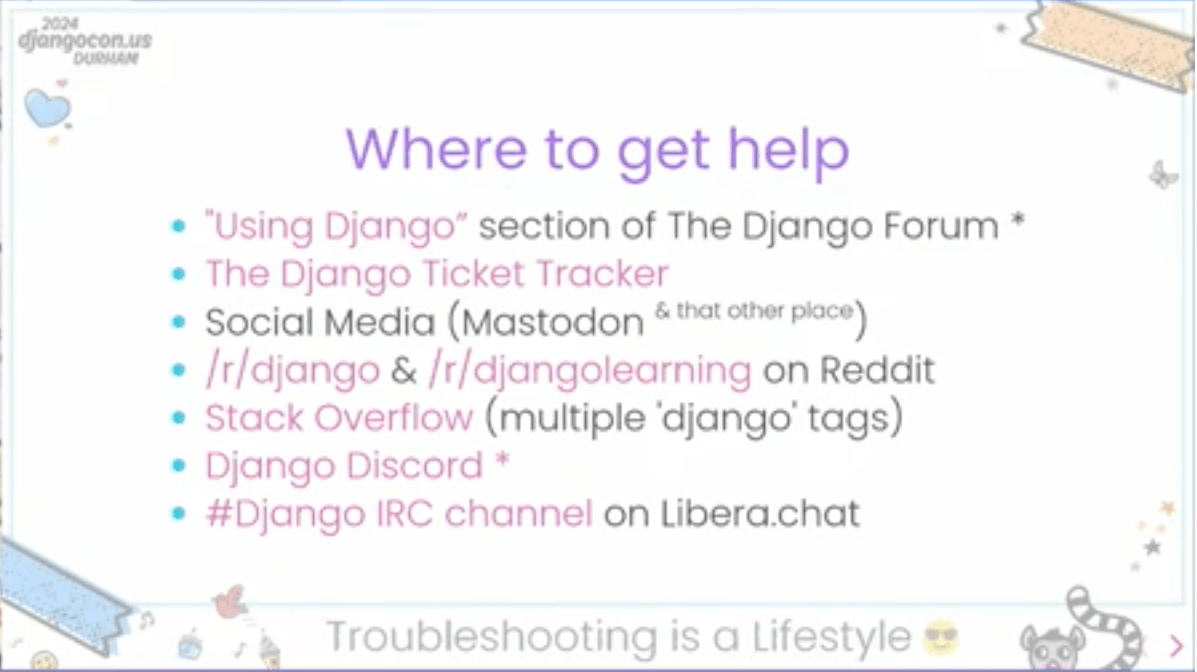 2024
djangocon.us
DURHAM
Where to get help
"Using Django” section of The Django Forum *
The Django Ticket Tracker
Social Media (Mastodon & that other place)
/r/django & /r/djangolearning on Reddit
Stack Overflow (multiple 'django' tags)
Django Discord *
#Django IRC channel on Libera.chat
Troubleshooting is a Lifestyle 😎